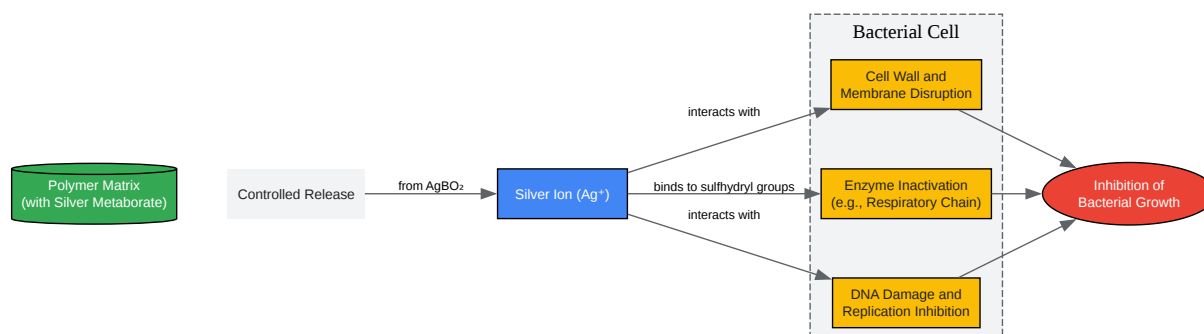 Polymer Matrix
(with Silver Metaborate)
Controlled Release
from AgBO₂
Silver Ion (Ag⁺)
interacts with
binds to sulfhydryl groups
interacts with
Bacterial Cell
Cell Wall and
Membrane Disruption
Enzyme Inactivation
(e.g., Respiratory Chain)
DNA Damage and
Replication Inhibition
Inhibition of
Bacterial Growth